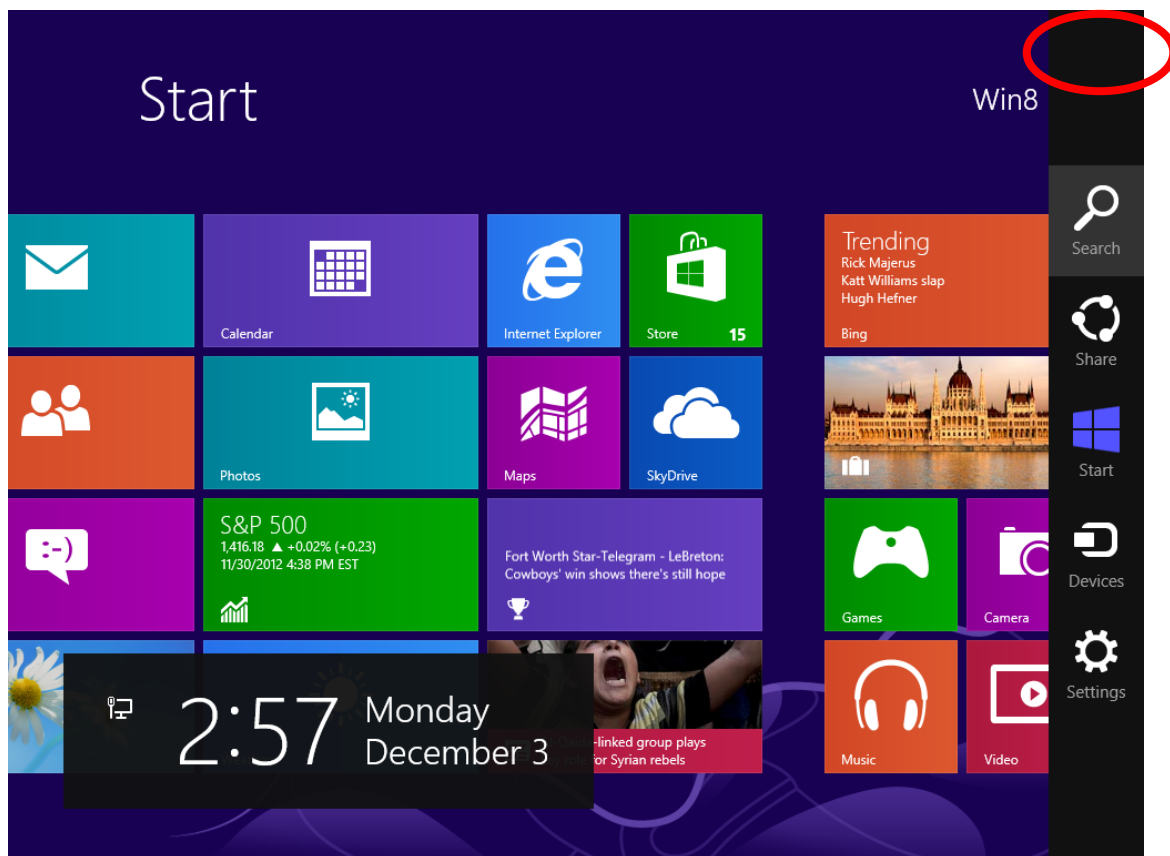 Start
Win8
Calendar
Internet Explorer
Store
15
Trending
Rick Majerus
Katt Williams slap
Hugh Hefner
Bing
Photos
Maps
SkyDrive
:-)
S&P 500
1,416.18 ▲ +0.02% (+0.23)
11/30/2012 4:38 PM EST
Fort Worth Star-Telegram - LeBreton:
Cowboys' win shows there's still hope
Games
Camera
-linked group plays
for Syrian rebels
Music
Video
2:57
Monday
December 3
Search
Share
Start
Devices
Settings